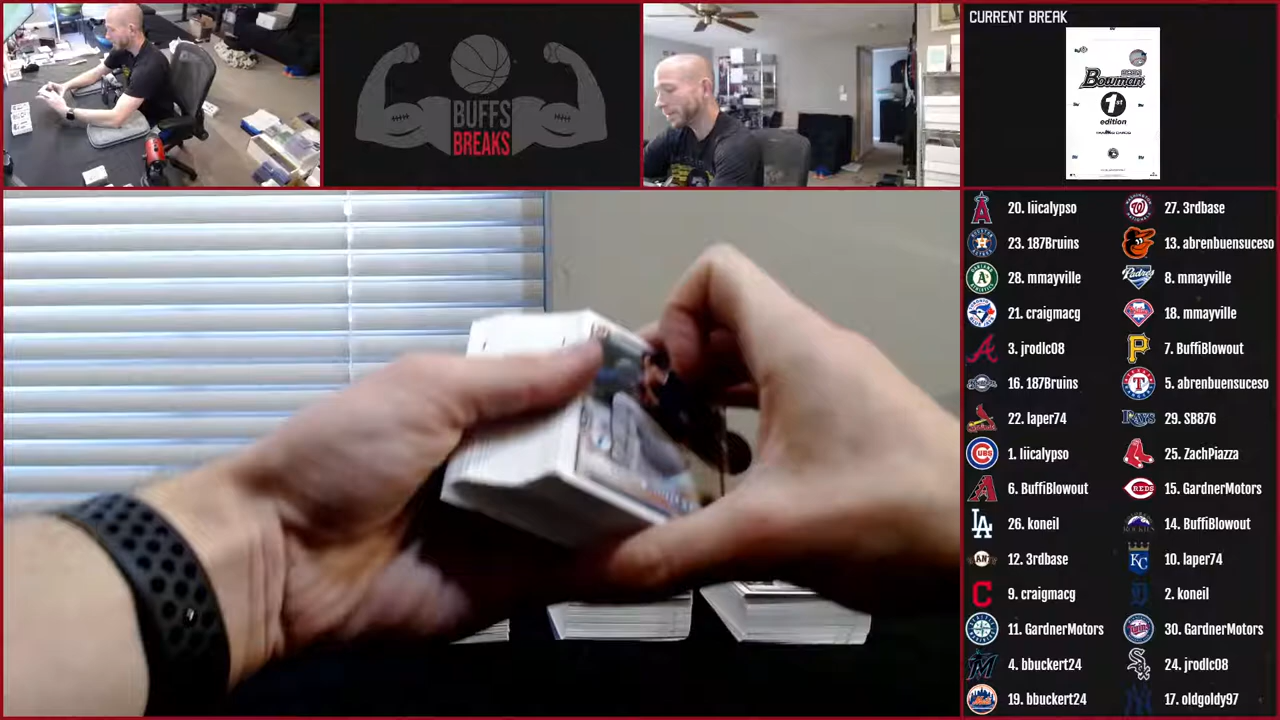 BUFFS
BREAKS
CURRENT BREAK
Bowman
1st
edition
20. liicalypso
27. 3rdbase
23. 187Bruins
13. abrenbuensuceso
28. mmayville
8. mmayville
21. craigmacg
18. mmayville
3. jrodlc08
7. BuffiBlowout
16. 187Bruins
5. abrenbuensuceso
22. laper74
29. SB876
1. liicalypso
25. ZachPiazza
6. BuffiBlowout
15. GardnerMotors
26. koneil
14. BuffiBlowout
12. 3rdbase
10. laper74
9. craigmacg
2. koneil
11. GardnerMotors
30. GardnerMotors
4. bbuckert24
24. jrodlc08
19. bbuckert24
17. oldgoldy97